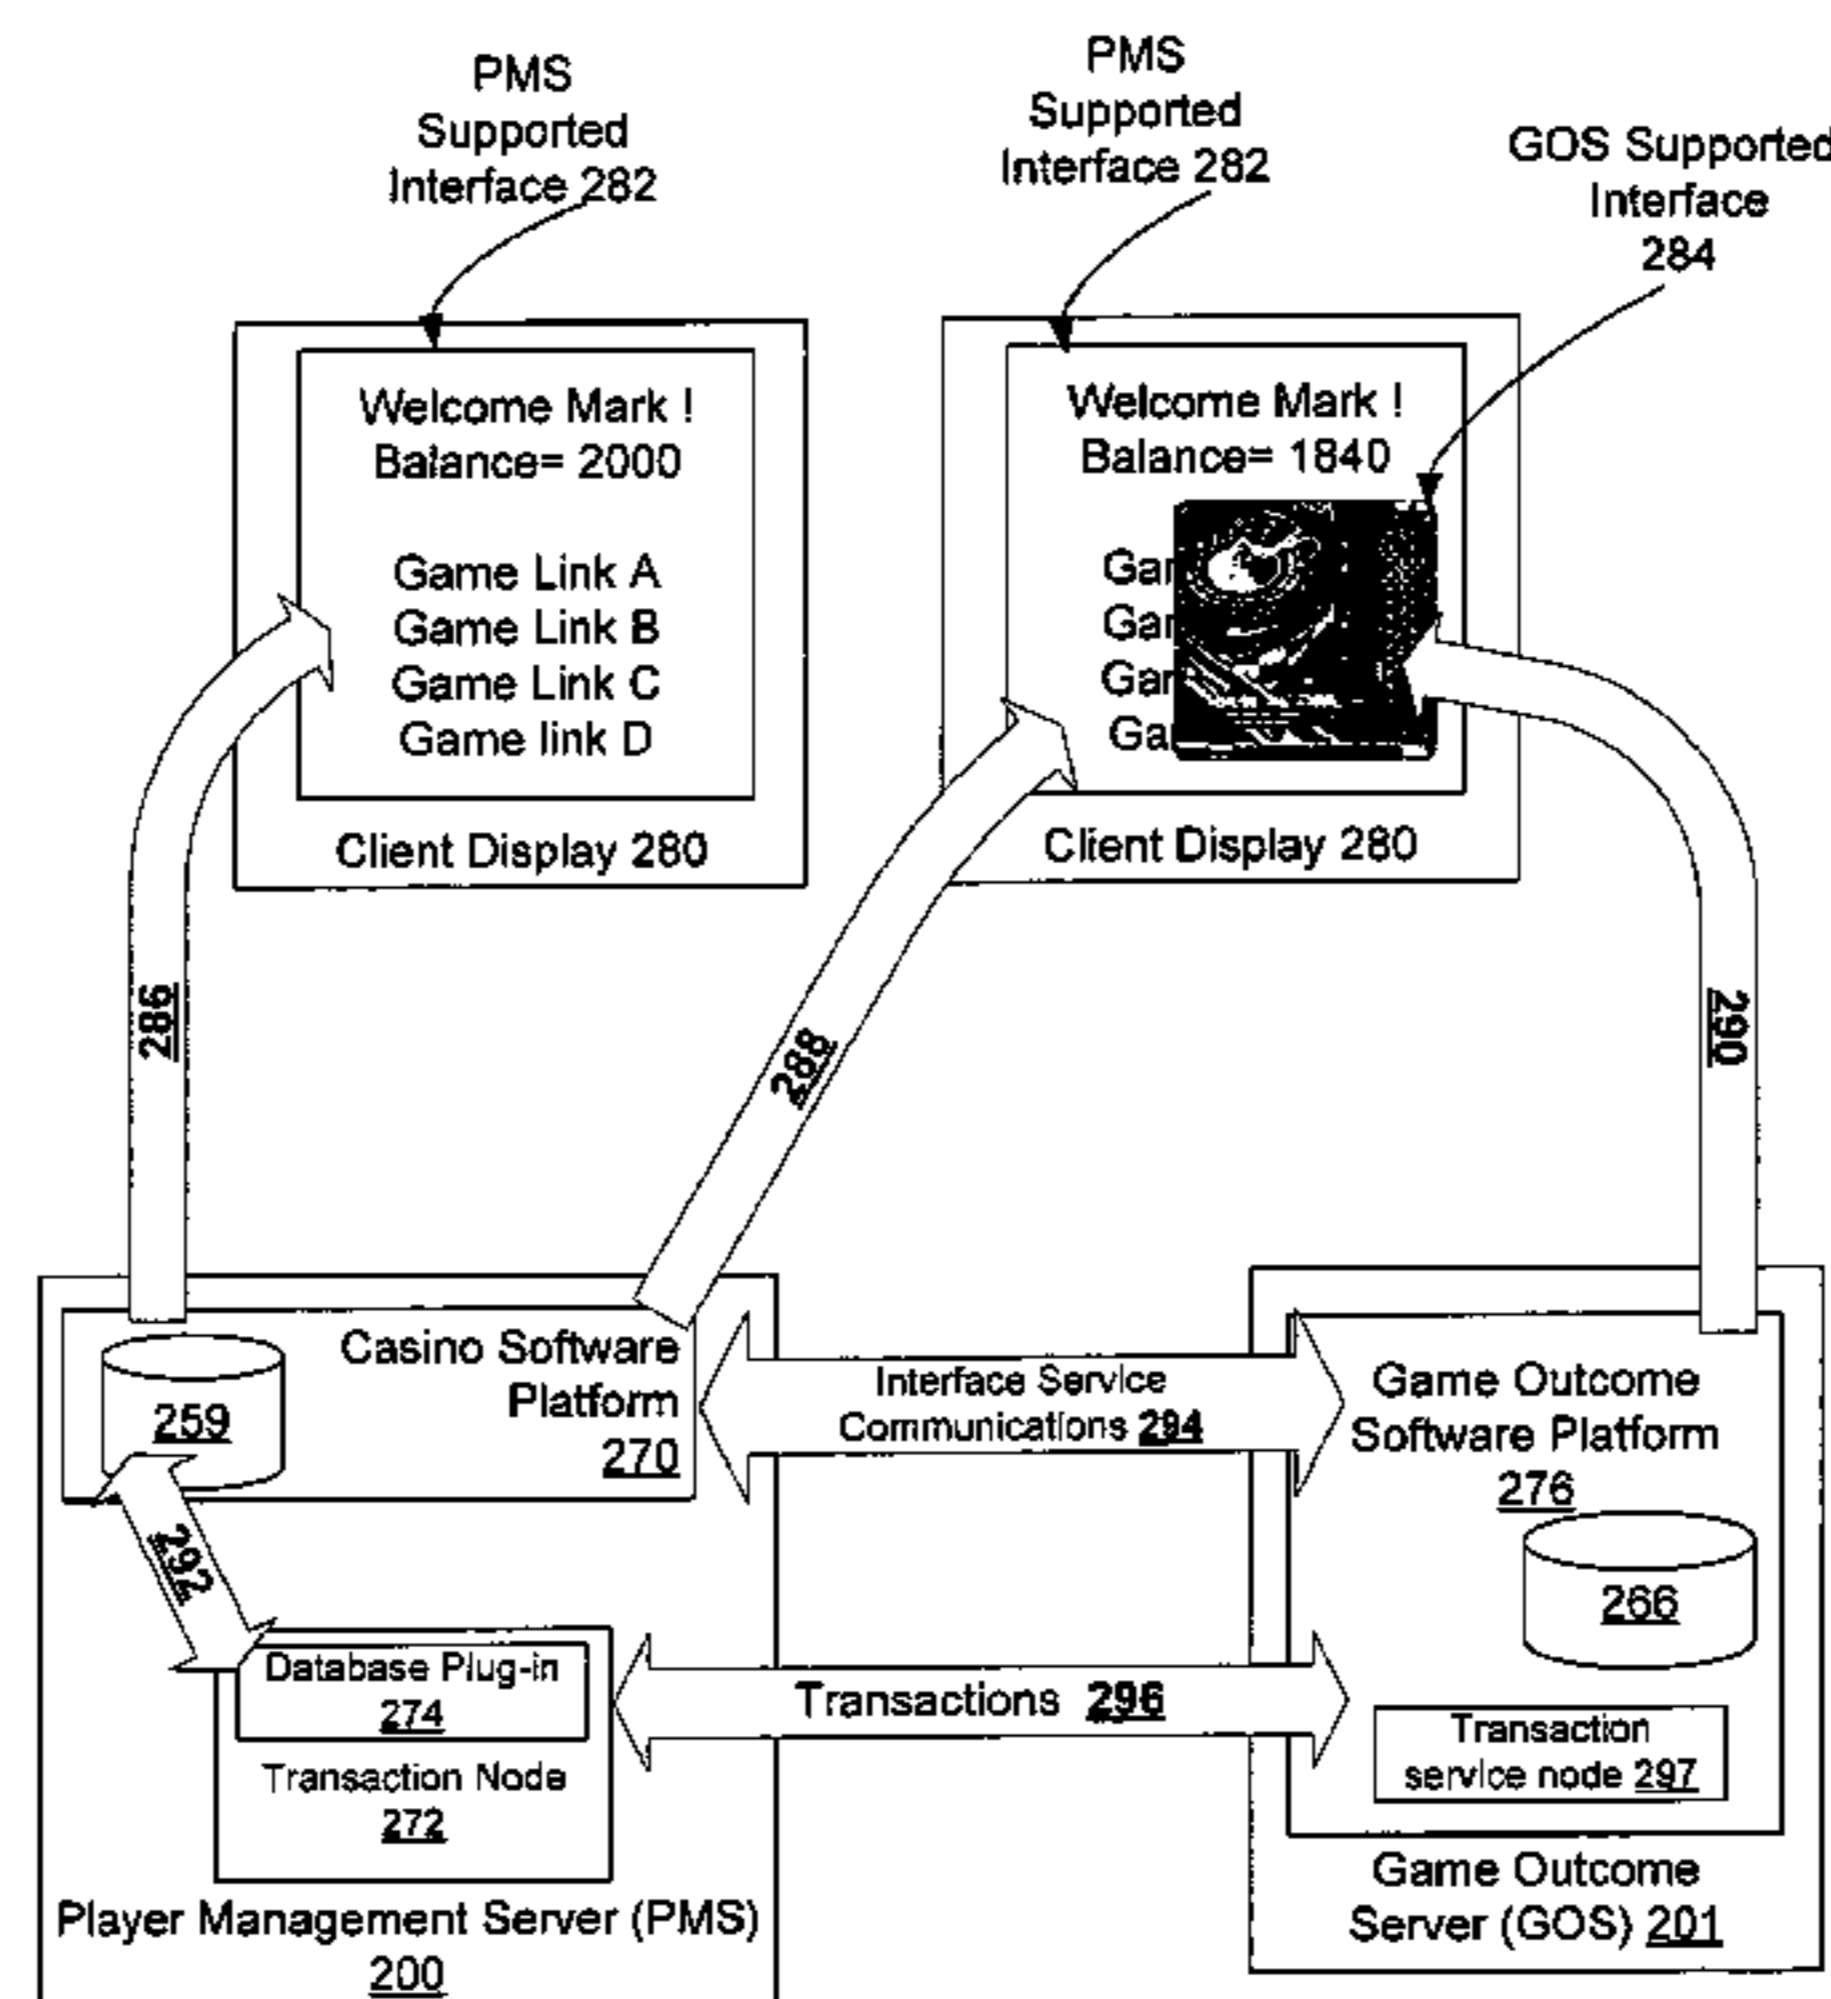 PMS
Supported
Interface 282
PMS
Supported
Interface 282
GOS Supported
Interface
284
Welcome Mark !
Balance= 2000
Game Link A
Game Link B
Game Link C
Game link D
Client Display 280
Welcome Mark !
Balance= 1840
Gar
Gar
Gar
Ga
Client Display 280
286
288
290
259
Casino Software
Platform
270
Interface Service
Communications 294
Game Outcome
Software Platform
276
266
292
Database Plug-in
274
Transaction Node
272
Transactions 296
Transaction
service node 297
Player Management Server (PMS)
200
Game Outcome
Server (GOS) 201